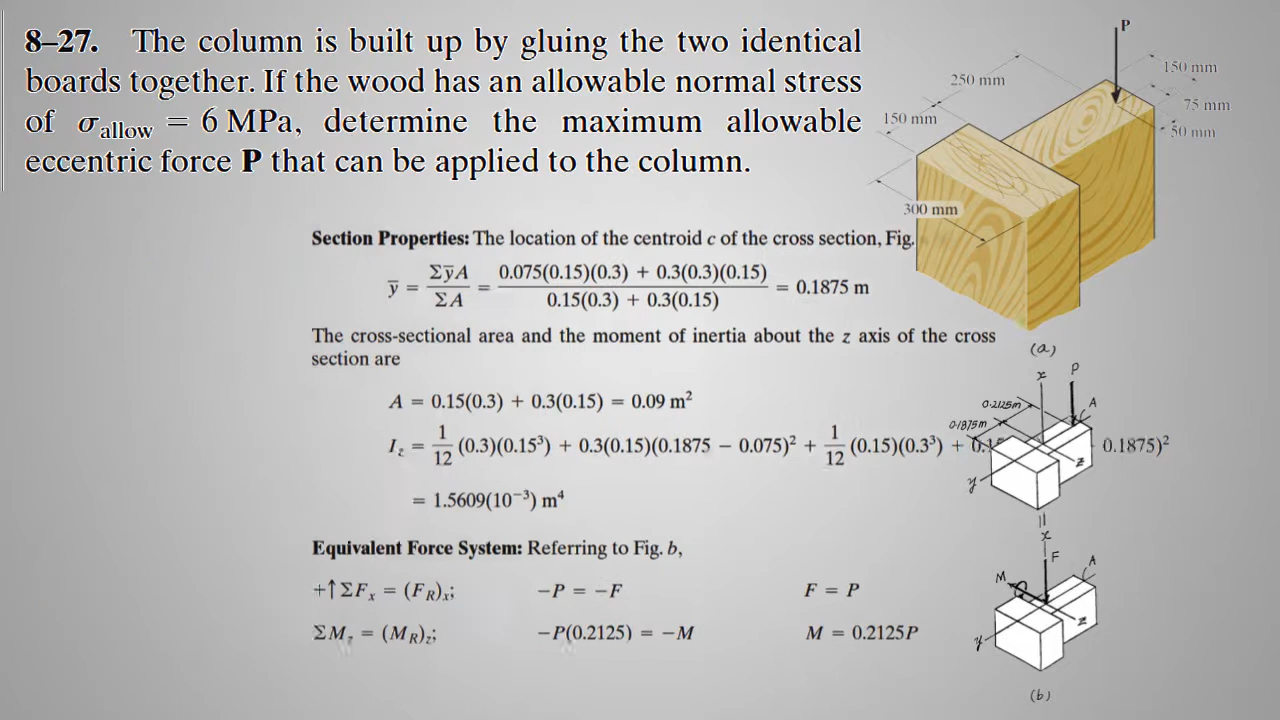 8–27. The column is built up by gluing the two identical
boards together. If the wood has an allowable normal stress
of σallow = 6 MPa, determine the maximum allowable
eccentric force P that can be applied to the column.
P
150 mm
250 mm
75 mm
150 mm
50 mm
300 mm
Section Properties: The location of the centroid c of the cross section, Fig.
y̅ = Σy̅A / ΣA = 0.075(0.15)(0.3) + 0.3(0.3)(0.15) / 0.15(0.3) + 0.3(0.15) = 0.1875 m
The cross-sectional area and the moment of inertia about the z axis of the cross
section are
(a)
A = 0.15(0.3) + 0.3(0.15) = 0.09 m²
x
P
0.2125m
A
0.1875m
z
y
I_z = 1/12 (0.3)(0.15³) + 0.3(0.15)(0.1875 − 0.075)² + 1/12 (0.15)(0.3³) + 0.1875)²
= 1.5609(10⁻³) m⁴
Equivalent Force System: Referring to Fig. b,
x
F
A
M
z
y
+↑ΣF_x = (F_R)_x; −P = −F F = P
ΣM_z = (M_R)_z; −P(0.2125) = −M M = 0.2125P
(b)